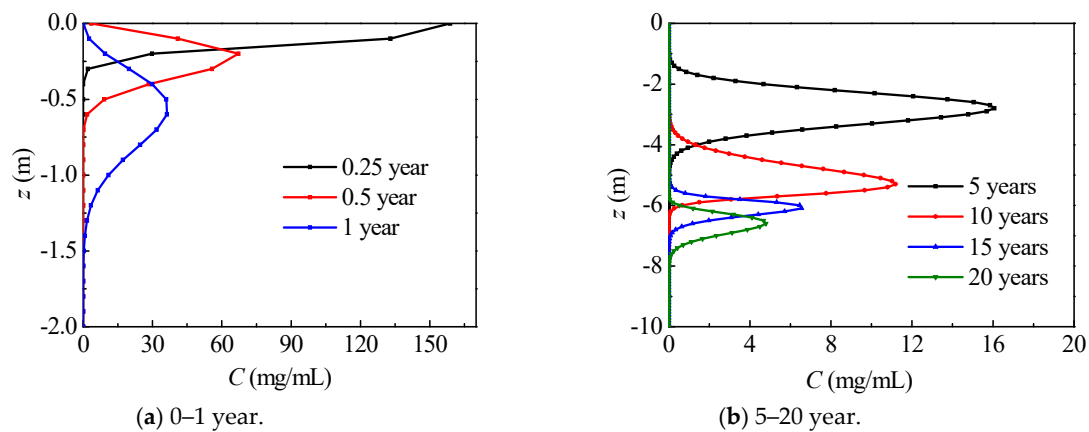 0.0
-0.5
-1.0
-1.5
-2.0
z (m)
0 30 60 90 120 150
C (mg/mL)
0.25 year
0.5 year
1 year
(a) 0–1 year.
0
-2
-4
-6
-8
-10
z (m)
0 4 8 12 16 20
C (mg/mL)
5 years
10 years
15 years
20 years
(b) 5–20 year.